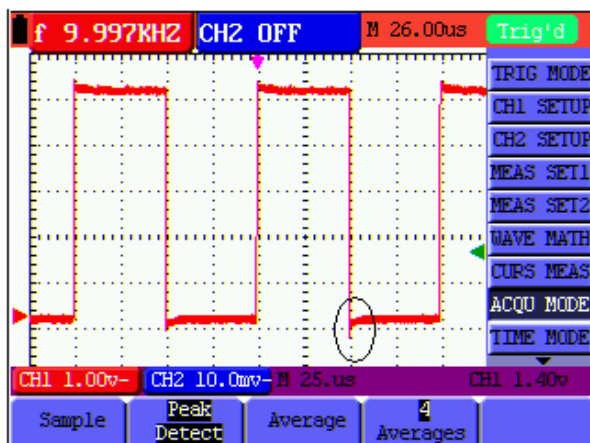 f 9.997KHZ CH2 OFF M 26.00us Trig'd
TRIG MODE
CH1 SETUP
CH2 SETUP
MEAS SET1
MEAS SET2
WAVE MATH
CURS MEAS
ACQU MODE
TIME MODE
CH1 1.00v- CH2 10.0mv- M 25.us CH1 1.40v
Sample
Peak
Detect
Average
4
Averages